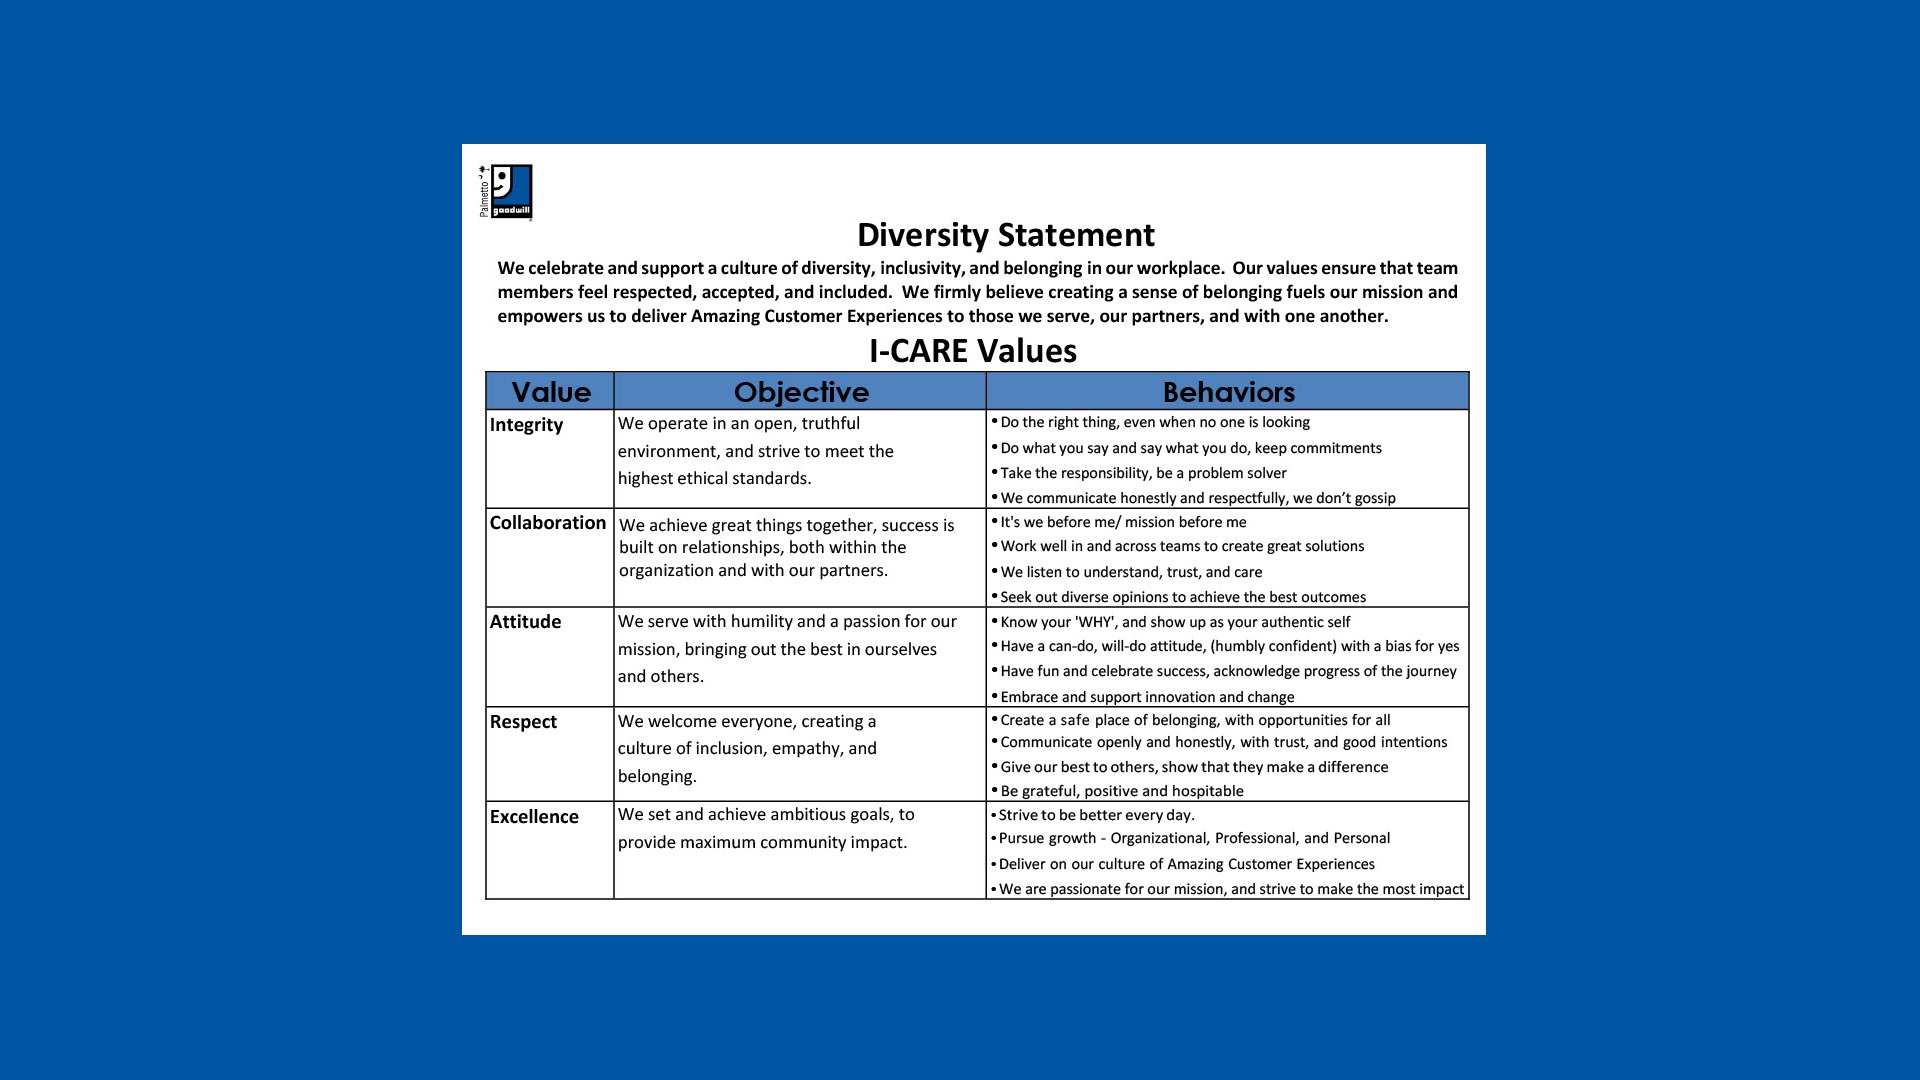 Palmetto
goodwill
Diversity Statement
We celebrate and support a culture of diversity, inclusivity, and belonging in our workplace. Our values ensure that team
members feel respected, accepted, and included. We firmly believe creating a sense of belonging fuels our mission and
empowers us to deliver Amazing Customer Experiences to those we serve, our partners, and with one another.
I-CARE Values
Value Objective Behaviors
Integrity
We operate in an open, truthful
environment, and strive to meet the
highest ethical standards.
• Do the right thing, even when no one is looking
• Do what you say and say what you do, keep commitments
• Take the responsibility, be a problem solver
• We communicate honestly and respectfully, we don’t gossip
Collaboration
We achieve great things together, success is
built on relationships, both within the
organization and with our partners.
• It's we before me/ mission before me
• Work well in and across teams to create great solutions
• We listen to understand, trust, and care
• Seek out diverse opinions to achieve the best outcomes
Attitude
We serve with humility and a passion for our
mission, bringing out the best in ourselves
and others.
• Know your 'WHY', and show up as your authentic self
• Have a can-do, will-do attitude, (humbly confident) with a bias for yes
• Have fun and celebrate success, acknowledge progress of the journey
• Embrace and support innovation and change
Respect
We welcome everyone, creating a
culture of inclusion, empathy, and
belonging.
• Create a safe place of belonging, with opportunities for all
• Communicate openly and honestly, with trust, and good intentions
• Give our best to others, show that they make a difference
• Be grateful, positive and hospitable
Excellence
We set and achieve ambitious goals, to
provide maximum community impact.
• Strive to be better every day.
• Pursue growth - Organizational, Professional, and Personal
• Deliver on our culture of Amazing Customer Experiences
• We are passionate for our mission, and strive to make the most impact